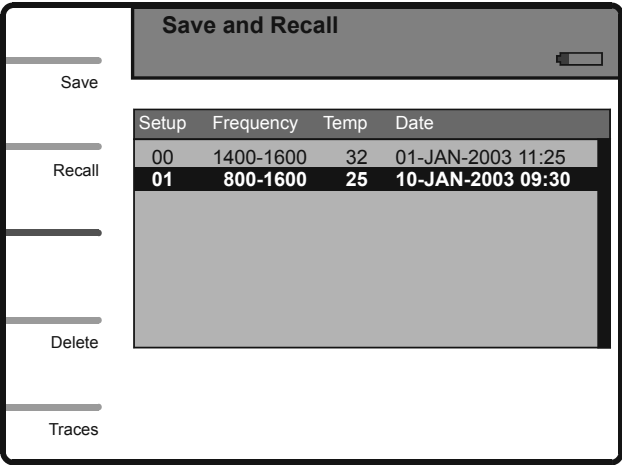 Save and Recall
Save
Recall
Delete
Traces
Setup Frequency Temp Date
00 1400-1600 32 01-JAN-2003 11:25
01 800-1600 25 10-JAN-2003 09:30